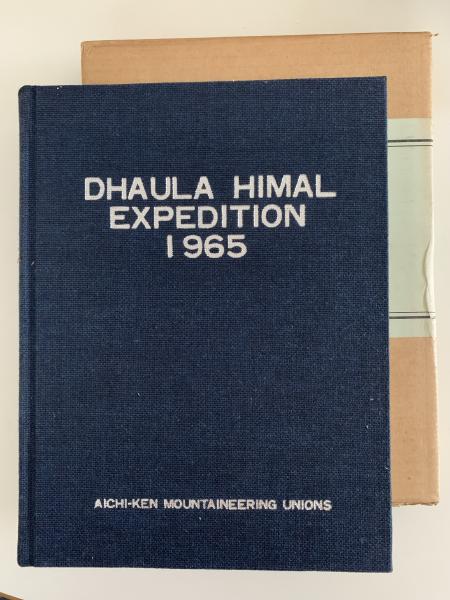 DHAULA HIMAL
EXPEDITION
1965
AICHI-KEN MOUNTAINEERING UNIONS